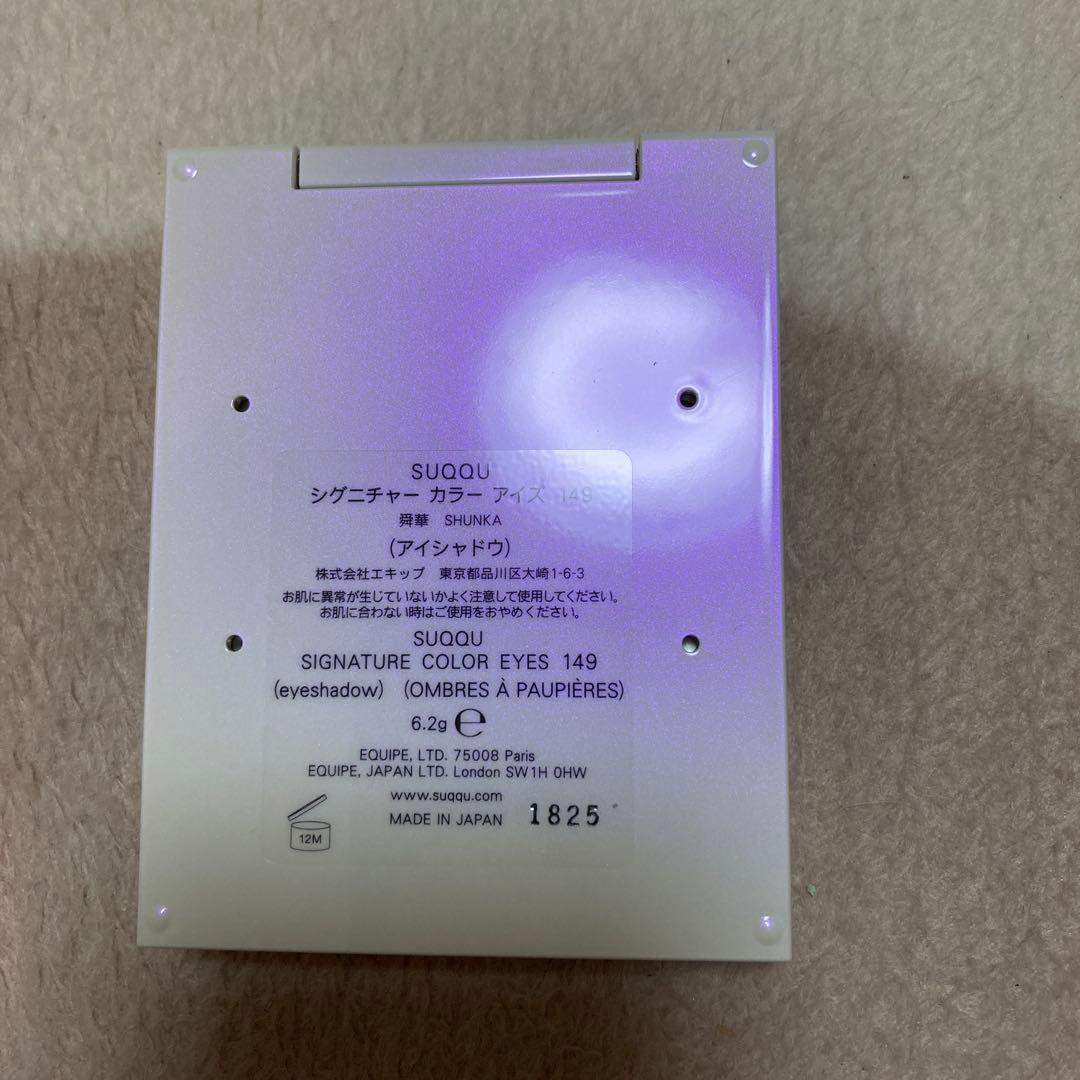 SUQQU
シグニチャー カラー アイズ 149
舜華 SHUNKA
(アイシャドウ)
株式会社エキップ 東京都品川区大崎1-6-3
お肌に異常が生じていないかよく注意して使用してください。
お肌に合わない時はご使用をおやめください。
SUQQU
SIGNATURE COLOR EYES 149
(eyeshadow) (OMBRES À PAUPIÈRES)
6.2g ℮
EQUIPE, LTD. 75008 Paris
EQUIPE, JAPAN LTD. London SW1H 0HW
www.suqqu.com
MADE IN JAPAN 1825
12M